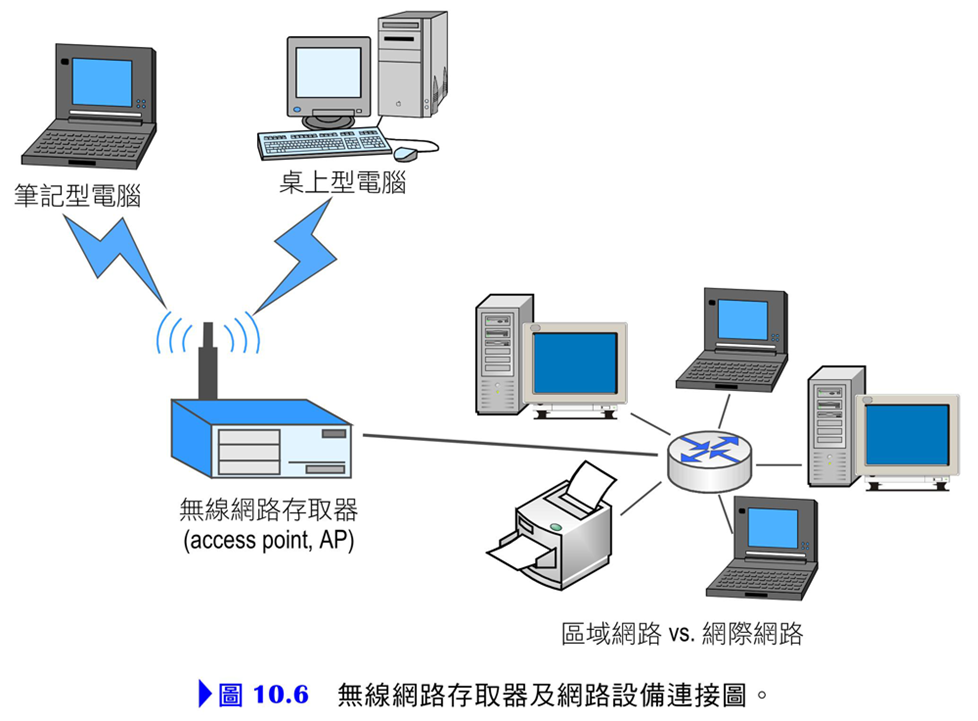 筆記型電腦
桌上型電腦
無線網路存取器
(access point, AP)
區域網路 vs. 網際網路
圖 10.6 無線網路存取器及網路設備連接圖。